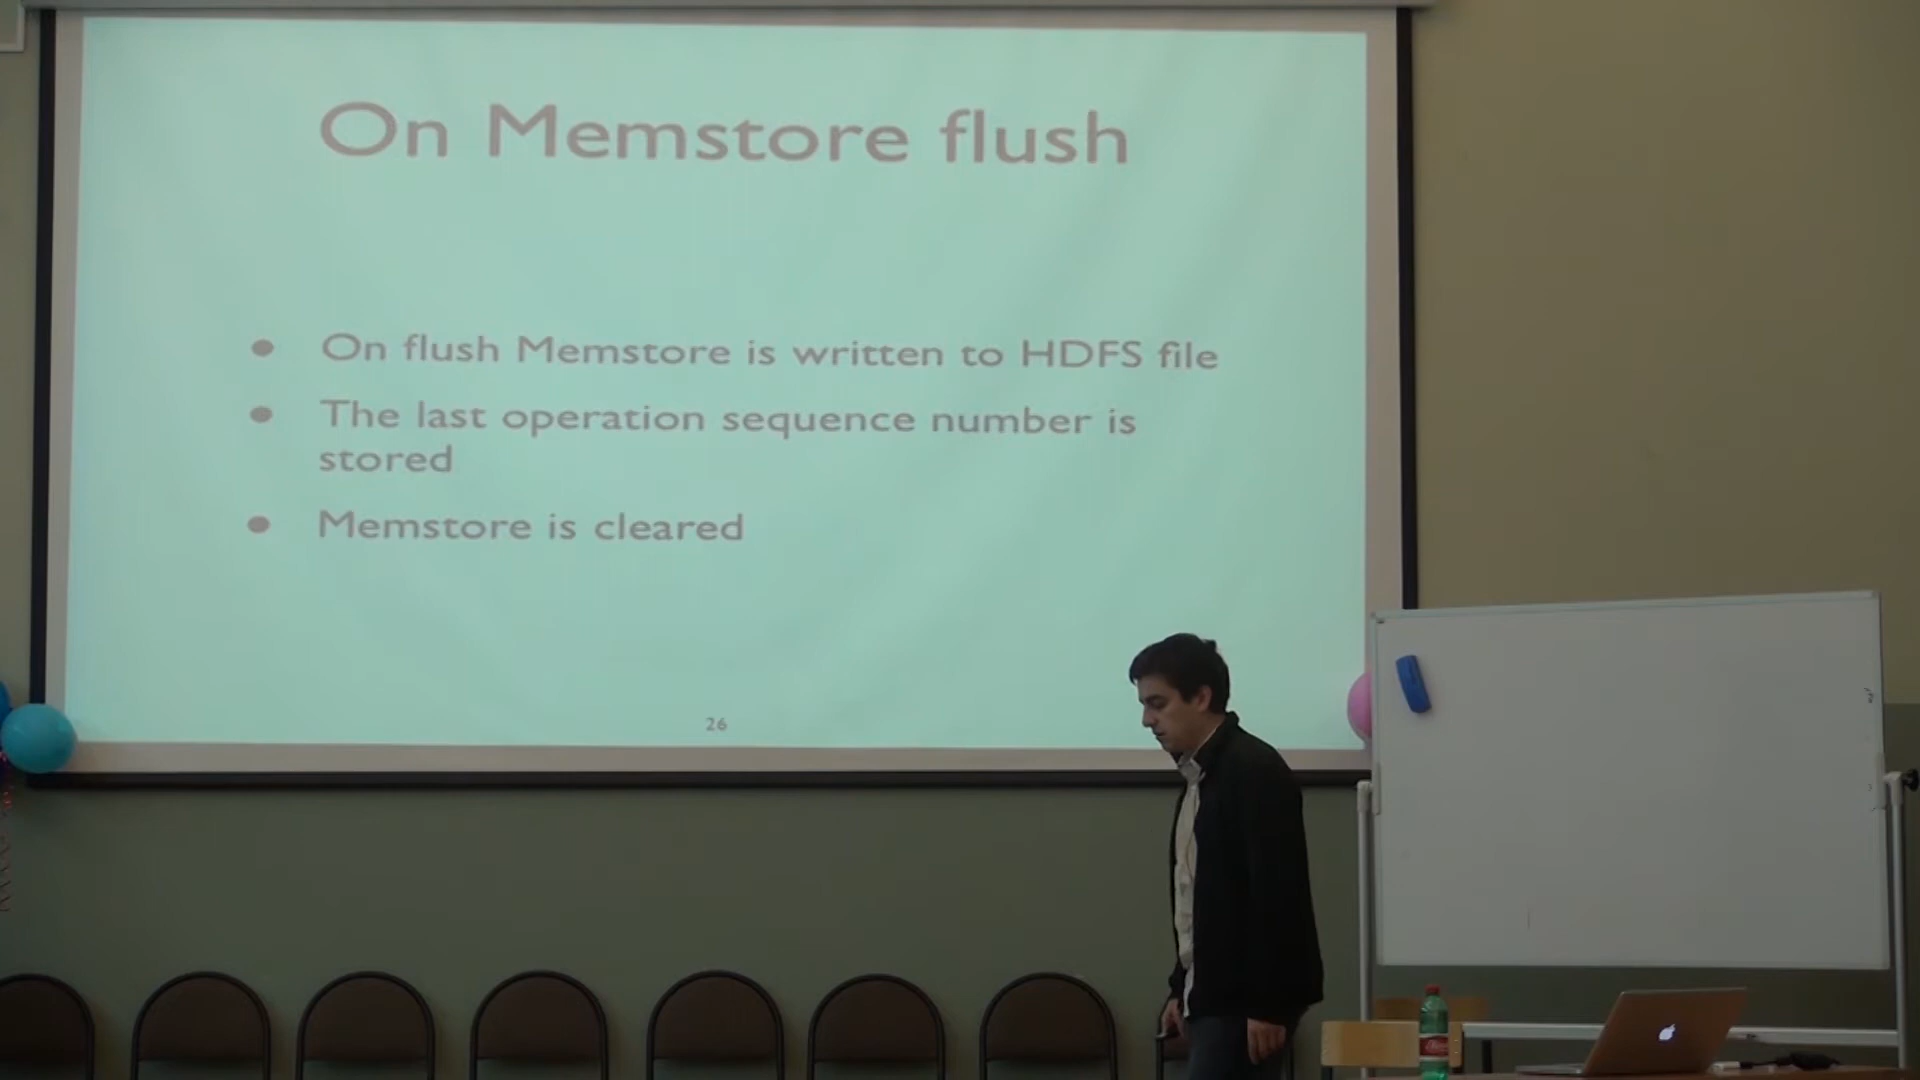 On Memstore flush
● On flush Memstore is written to HDFS file
● The last operation sequence number is
stored
● Memstore is cleared
26